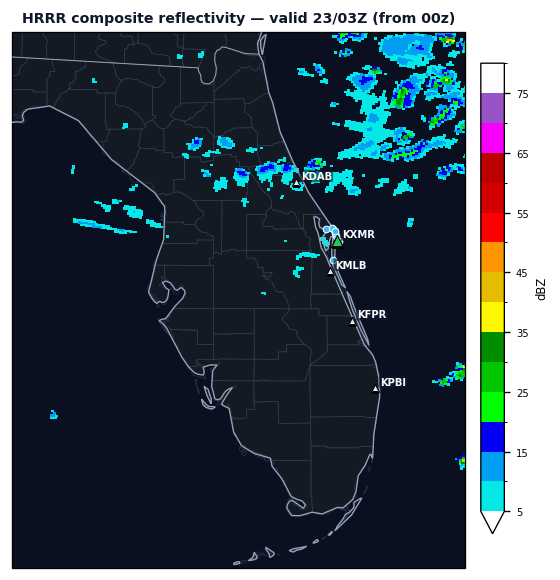 HRRR composite reflectivity — valid 23/03Z (from 00z)
KDAB
KXMR
KMLB
KFPR
KPBI
75
65
55
45
35
25
15
5
dBZ